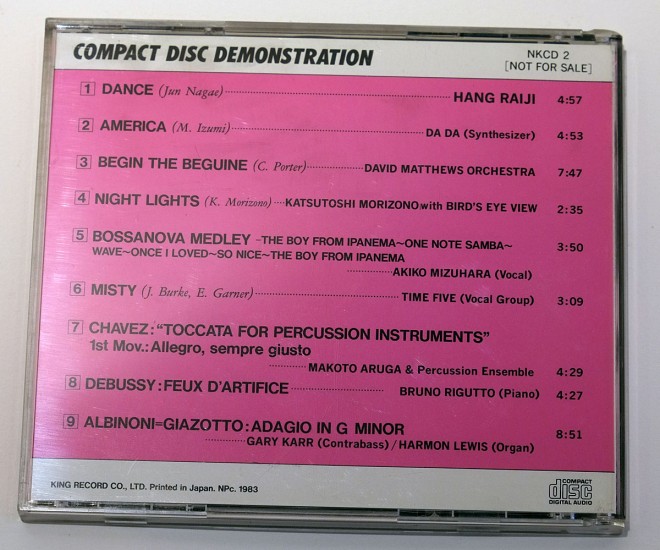 COMPACT DISC DEMONSTRATION
NKCD 2
[NOT FOR SALE]
1 DANCE (Jun Nagae) HANG RAIJI 4:57
2 AMERICA (M. Izumi) DA DA (Synthesizer) 4:53
3 BEGIN THE BEGUINE (C. Porter) DAVID MATTHEWS ORCHESTRA 7:47
4 NIGHT LIGHTS (K. Morizono) KATSUTOSHI MORIZONO with BIRD'S EYE VIEW 2:35
5 BOSSANOVA MEDLEY -THE BOY FROM IPANEMA~ONE NOTE SAMBA~ 3:50
WAVE~ONCE I LOVED~SO NICE~THE BOY FROM IPANEMA
AKIKO MIZUHARA (Vocal)
6 MISTY (J. Burke, E. Garner) TIME FIVE (Vocal Group) 3:09
7 CHAVEZ:"TOCCATA FOR PERCUSSION INSTRUMENTS"
1st Mov.: Allegro, sempre giusto
MAKOTO ARUGA & Percussion Ensemble 4:29
8 DEBUSSY:FEUX D'ARTIFICE BRUNO RIGUTTO (Piano) 4:27
9 ALBINONI=GIAZOTTO:ADAGIO IN G MINOR
GARY KARR (Contrabass)/HARMON LEWIS (Organ) 8:51
KING RECORD CO., LTD. Printed in Japan. NPc. 1983
COMPACT
disc
DIGITAL AUDIO